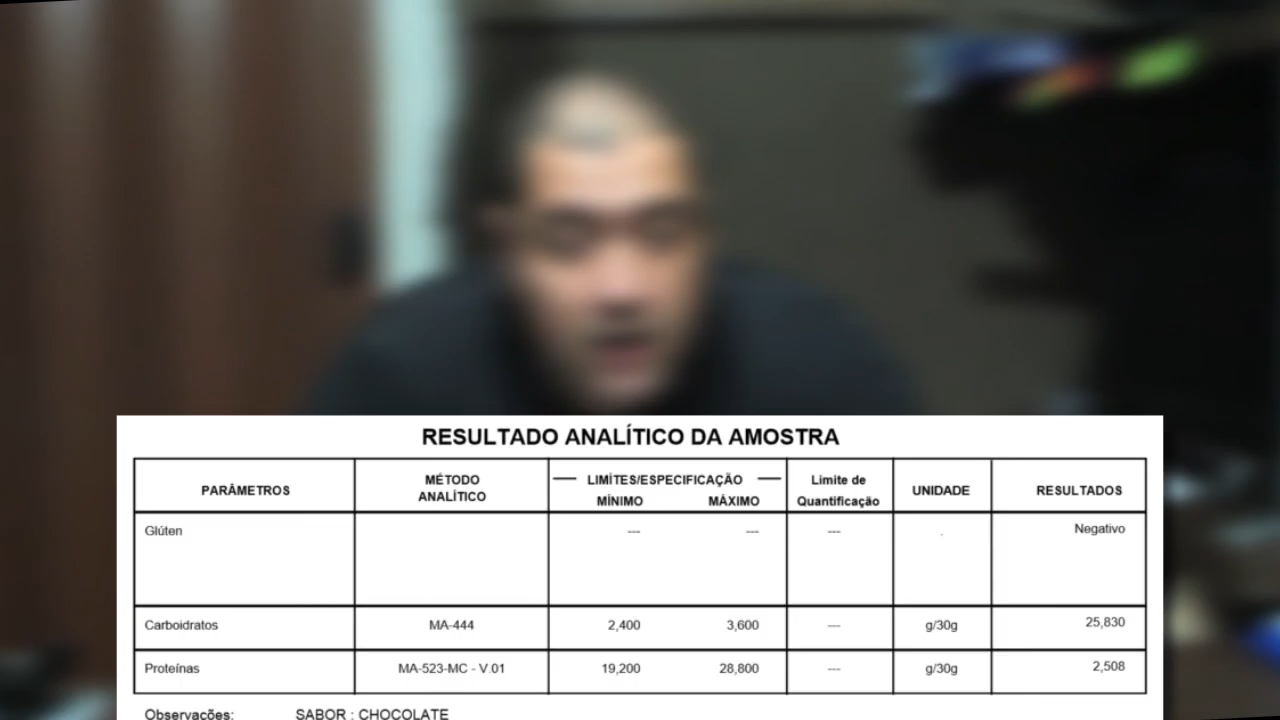 RESULTADO ANALÍTICO DA AMOSTRA
PARÂMETROS MÉTODO ANALÍTICO LIMÍTES/ESPECIFICAÇÃO MÍNIMO MÁXIMO Limite de Quantificação UNIDADE RESULTADOS
Glúten --- --- --- . Negativo
Carboidratos MA-444 2,400 3,600 --- g/30g 25,830
Proteínas MA-523-MC - V.01 19,200 28,800 --- g/30g 2,508
Observações: SABOR : CHOCOLATE